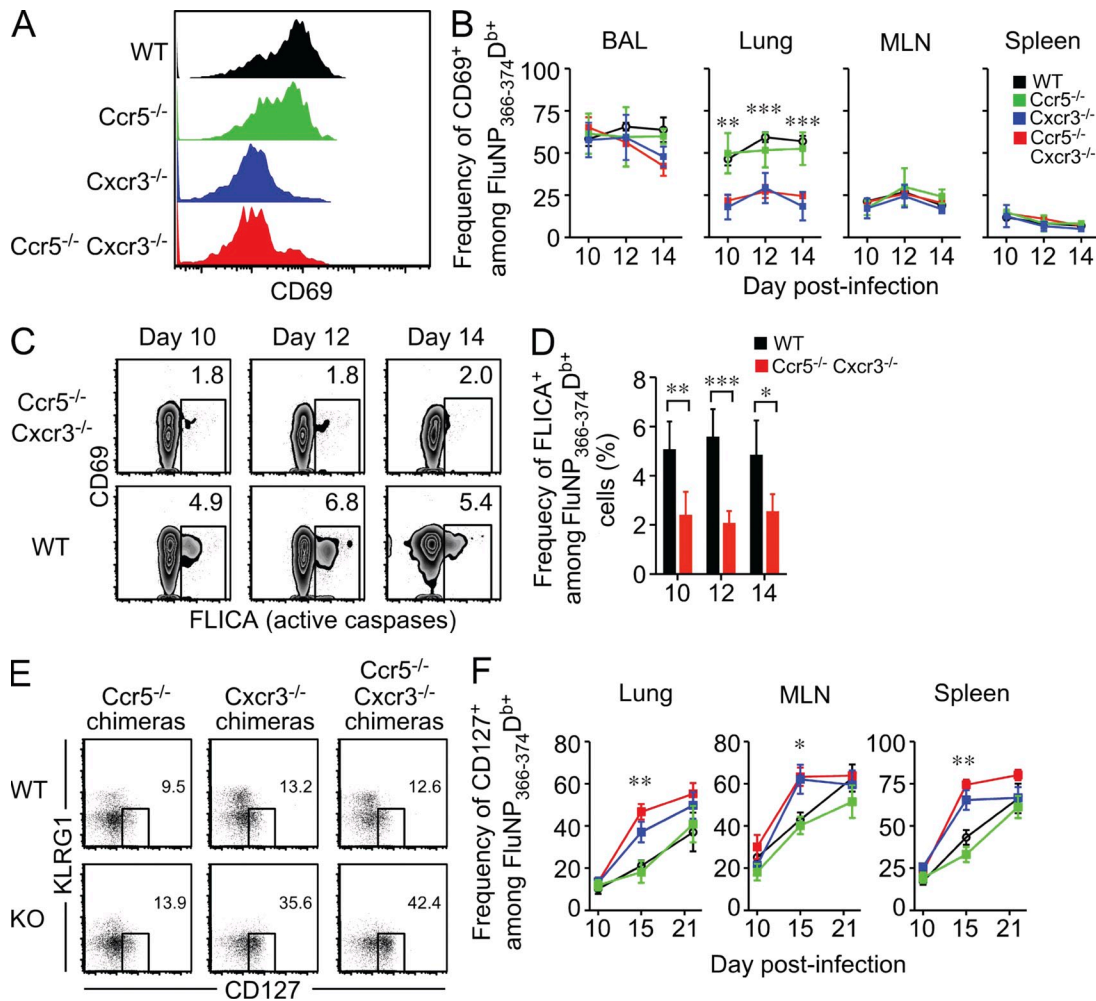 A
WT
Ccr5-/-
Cxcr3-/-
Ccr5-/- Cxcr3-/-
CD69
B
Frequency of CD69+
among FluNP366-374Db+
BAL
Lung
MLN
Spleen
100
75
50
25
0
** *** ***
WT
Ccr5-/-
Cxcr3-/-
Ccr5-/-
Cxcr3-/-
10 12 14
10 12 14
10 12 14
10 12 14
Day post-infection
C
Day 10
Day 12
Day 14
Ccr5-/-
Cxcr3-/-
1.8
1.8
2.0
CD69
WT
4.9
6.8
5.4
FLICA (active caspases)
D
WT
Ccr5-/- Cxcr3-/-
Frequecy of FLICA+
among FluNP366-374Db+
cells (%)
8
6
4
2
0
** *** *
10 12 14
E
Ccr5-/-
chimeras
Cxcr3-/-
chimeras
Ccr5-/-
Cxcr3-/-
chimeras
WT
9.5
13.2
12.6
KLRG1
KO
13.9
35.6
42.4
CD127
F
Frequency of CD127+
among FluNP366-374Db+
Lung
MLN
Spleen
80
60
40
20
0
**
10 15 21
80
60
40
20
0
*
10 15 21
100
75
50
25
0
**
10 15 21
Day post-infection